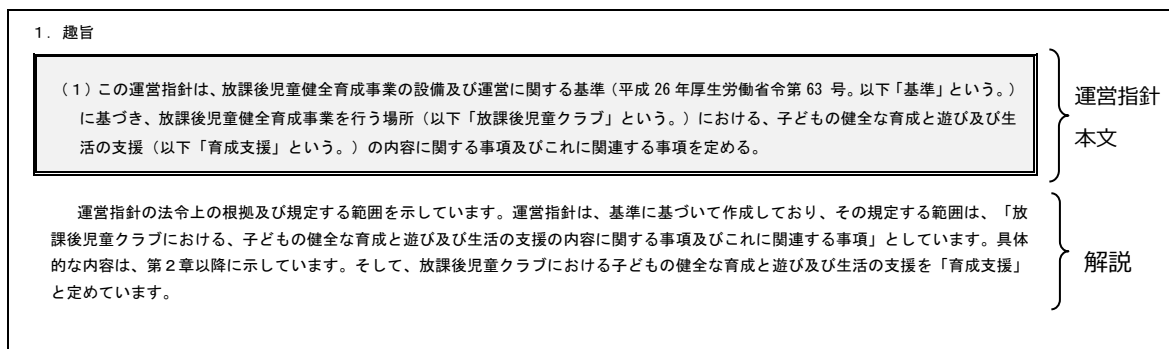 1．趣旨
（１）この運営指針は、放課後児童健全育成事業の設備及び運営に関する基準（平成 26 年厚生労働省令第 63 号。以下「基準」という。）
に基づき、放課後児童健全育成事業を行う場所（以下「放課後児童クラブ」という。）における、子どもの健全な育成と遊び及び生
活の支援（以下「育成支援」という。）の内容に関する事項及びこれに関連する事項を定める。
運営指針
本文
運営指針の法令上の根拠及び規定する範囲を示しています。運営指針は、基準に基づいて作成しており、その規定する範囲は、「放
課後児童クラブにおける、子どもの健全な育成と遊び及び生活の支援の内容に関する事項及びこれに関連する事項」としています。具体
的な内容は、第２章以降に示しています。そして、放課後児童クラブにおける子どもの健全な育成と遊び及び生活の支援を「育成支援」
と定めています。
解説